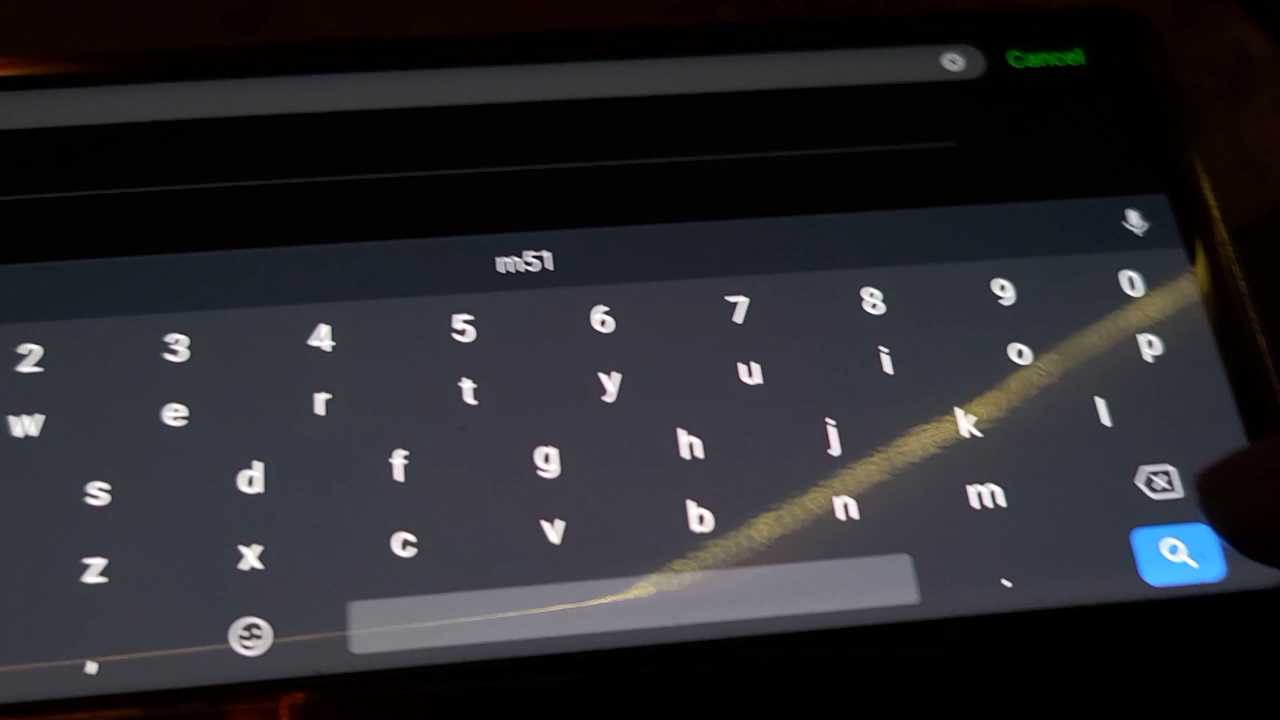 Cancel
m51
2 3 4 5 6 7 8 9 0
w e r t y u i o p
s d f g h j k l
z x c v b n m
, .